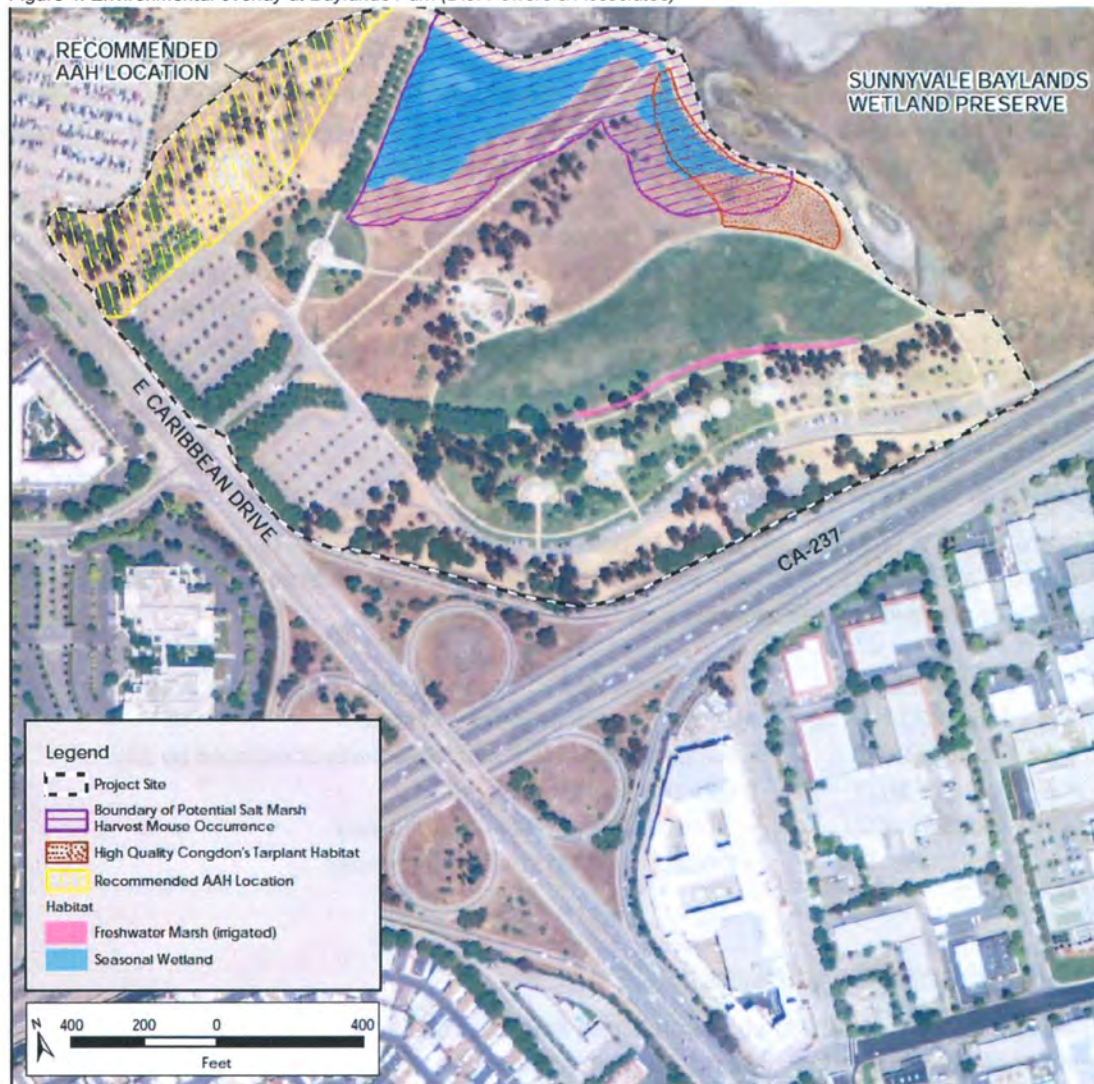 RECOMMENDED
AAH LOCATION
SUNNYVALE BAYLANDS
WETLAND PRESERVE
E CARIBBEAN DRIVE
CA-237
Legend
Project Site
Boundary of Potential Salt Marsh
Harvest Mouse Occurrence
High Quality Congdon's Tarplant Habitat
Recommended AAH Location
Habitat
Freshwater Marsh (irrigated)
Seasonal Wetland
N
400 200 0 400
Feet